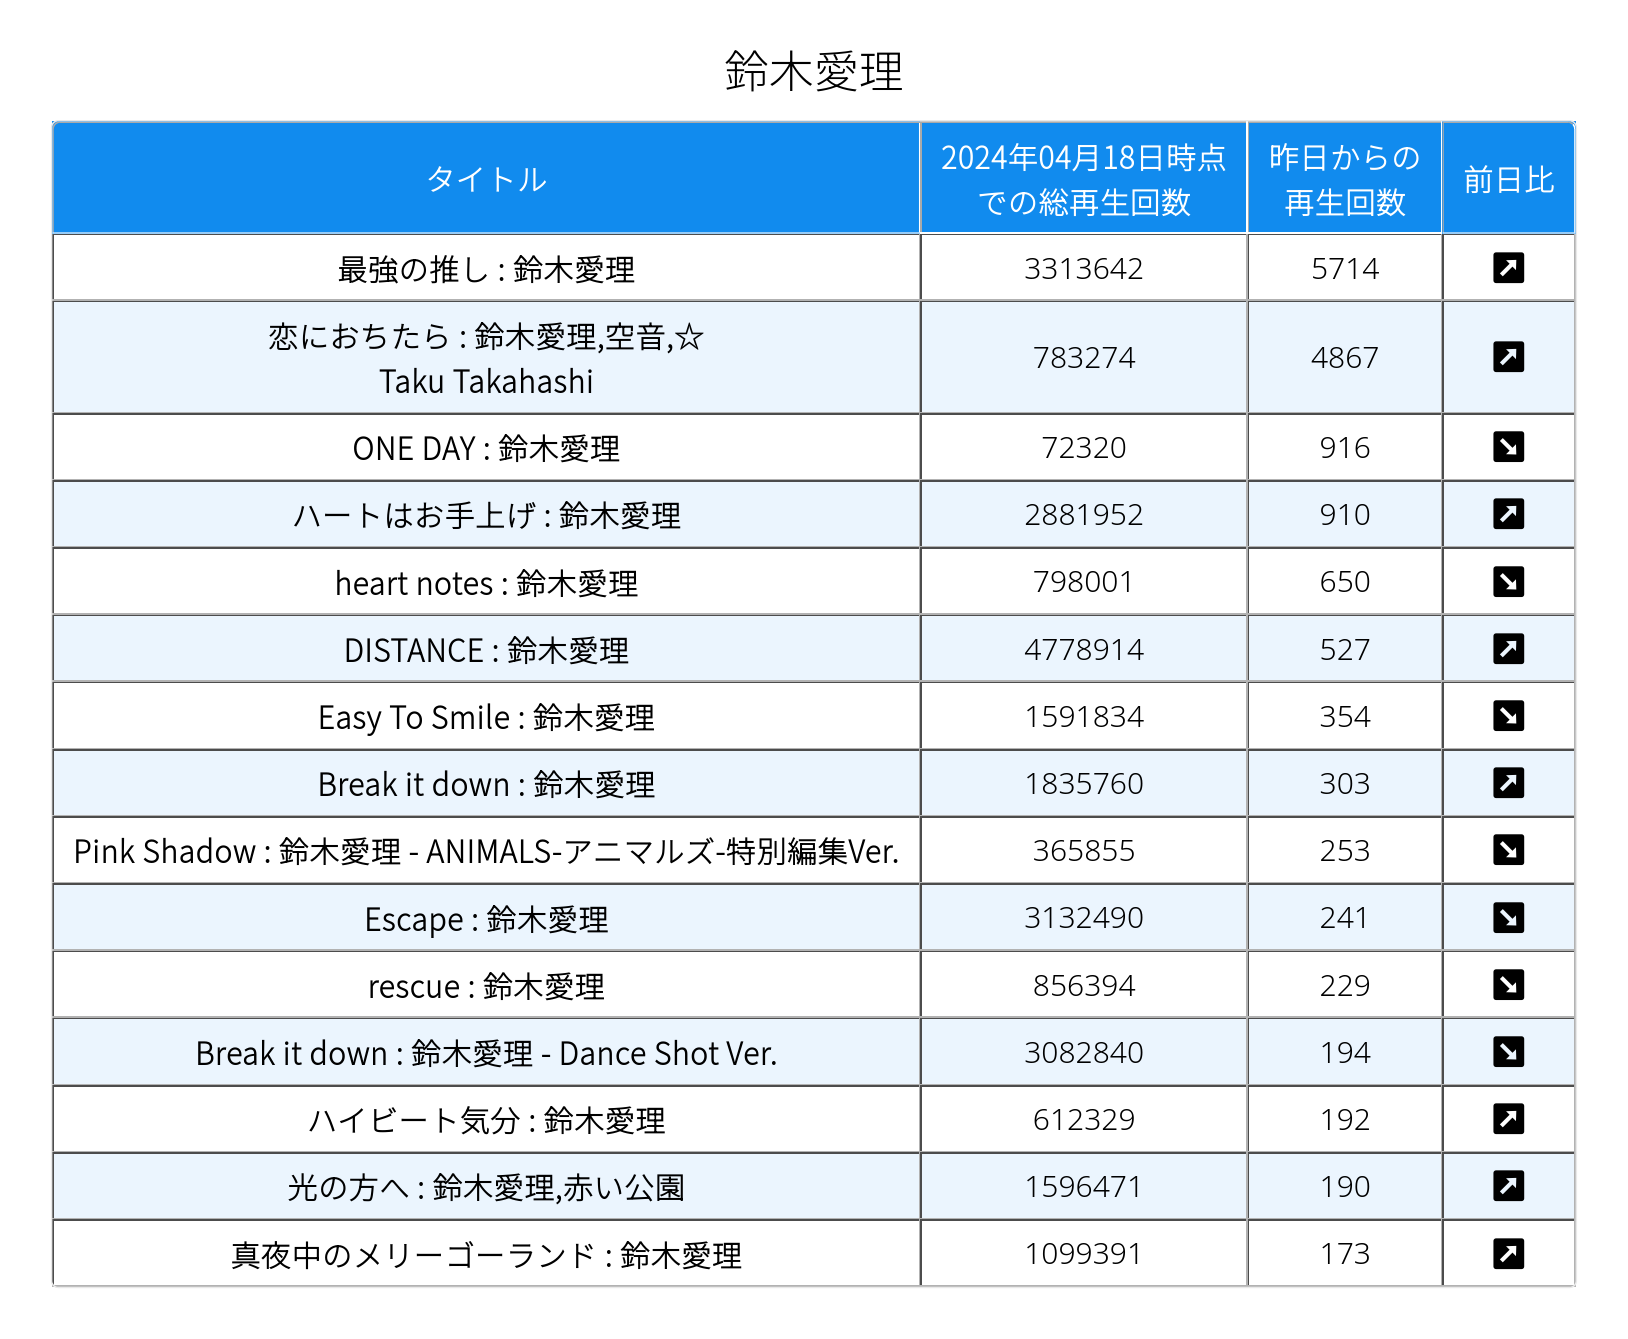 鈴木愛理
タイトル
2024年04月18日時点
での総再生回数
昨日からの
再生回数
前日比
最強の推し : 鈴木愛理 3313642 5714
恋におちたら : 鈴木愛理,空音,☆
Taku Takahashi 783274 4867
ONE DAY : 鈴木愛理 72320 916
ハートはお手上げ : 鈴木愛理 2881952 910
heart notes : 鈴木愛理 798001 650
DISTANCE : 鈴木愛理 4778914 527
Easy To Smile : 鈴木愛理 1591834 354
Break it down : 鈴木愛理 1835760 303
Pink Shadow : 鈴木愛理 - ANIMALS-アニマルズ-特別編集Ver. 365855 253
Escape : 鈴木愛理 3132490 241
rescue : 鈴木愛理 856394 229
Break it down : 鈴木愛理 - Dance Shot Ver. 3082840 194
ハイビート気分 : 鈴木愛理 612329 192
光の方へ : 鈴木愛理,赤い公園 1596471 190
真夜中のメリーゴーランド : 鈴木愛理 1099391 173